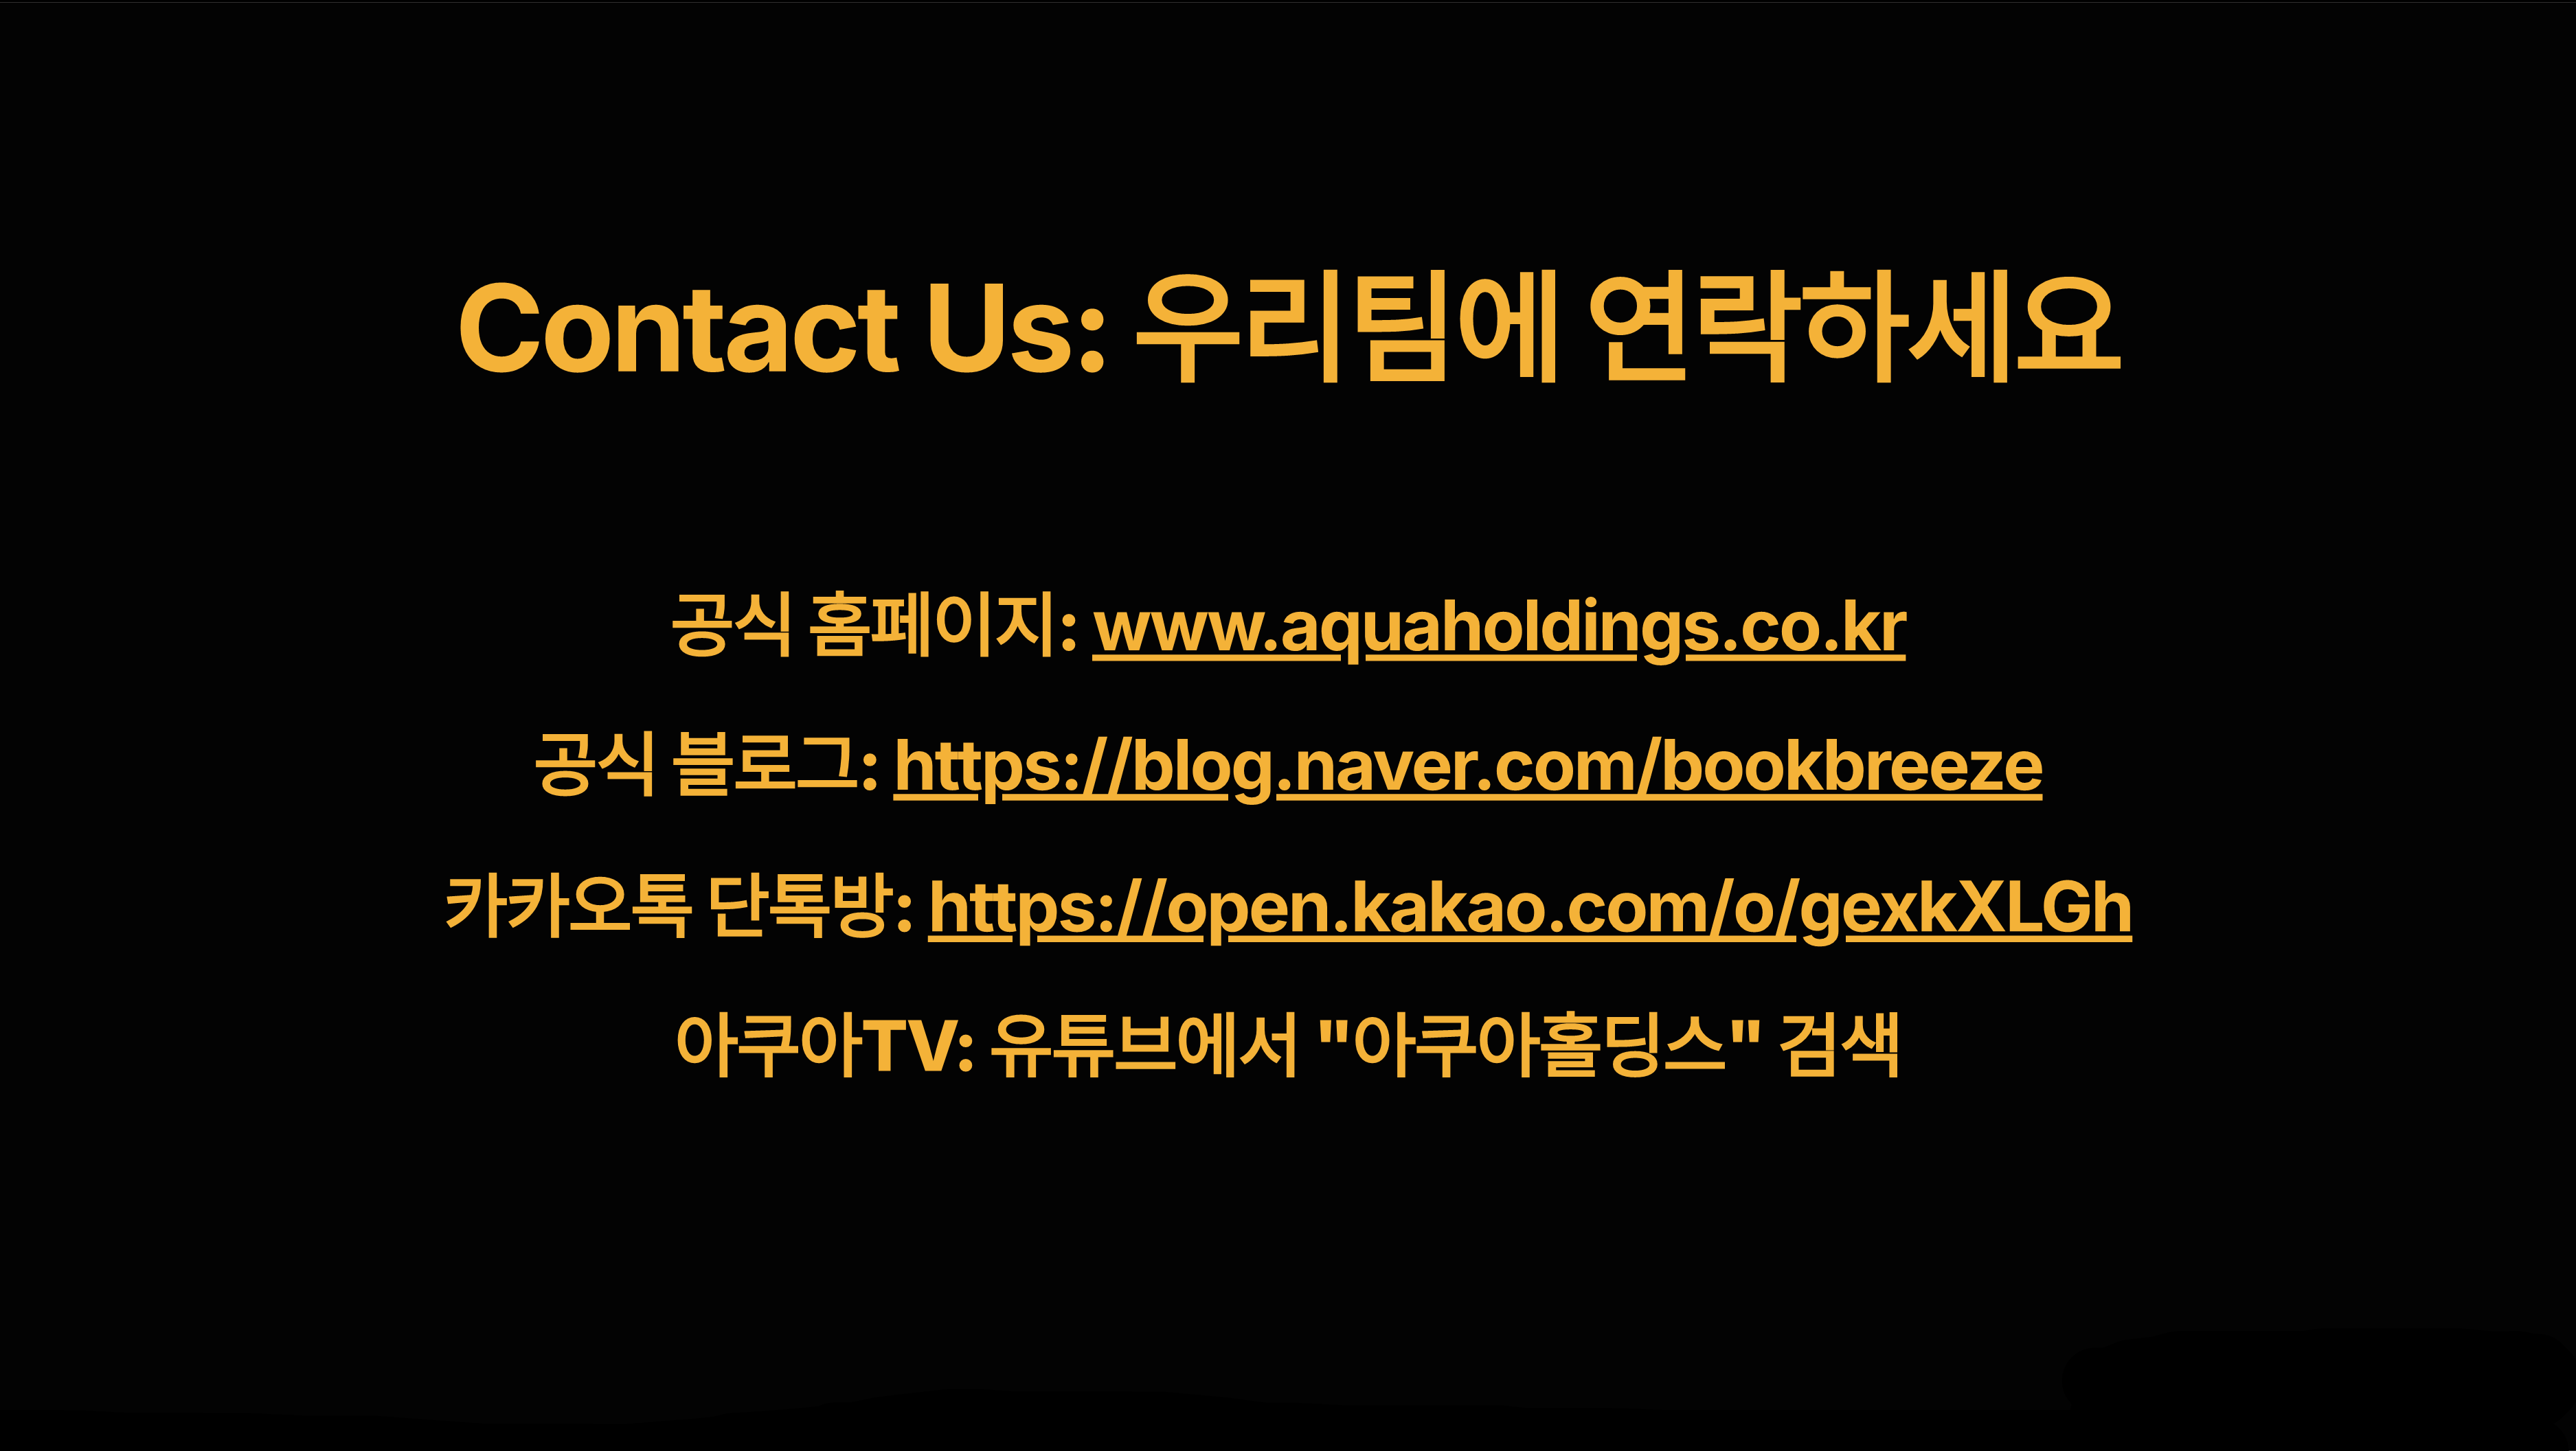 Contact Us: 우리팀에 연락하세요
공식 홈페이지: www.aquaholdings.co.kr
공식 블로그: https://blog.naver.com/bookbreeze
카카오톡 단톡방: https://open.kakao.com/o/gexkXLGh
아쿠아TV: 유튜브에서 "아쿠아홀딩스" 검색